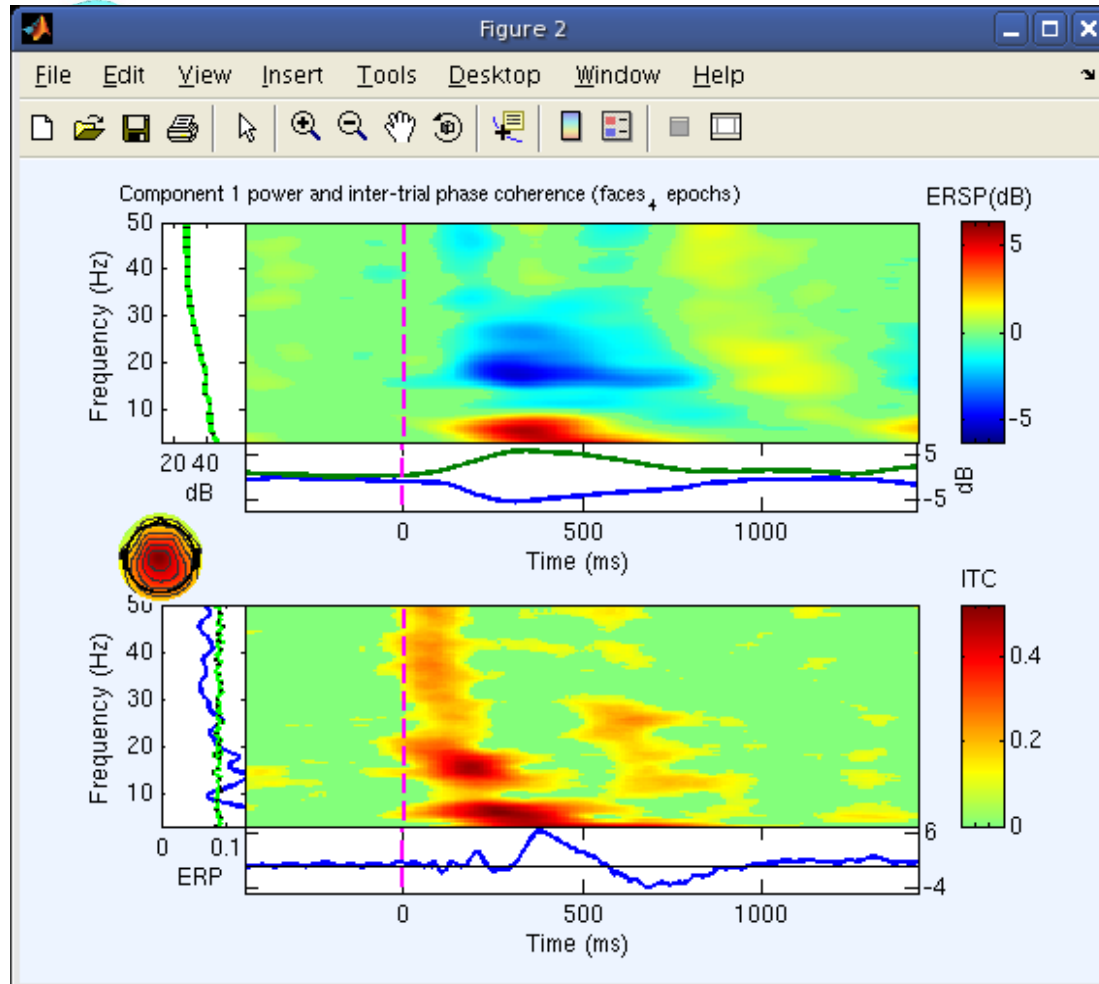 Figure 2
File Edit View Insert Tools Desktop Window Help
Component 1 power and inter-trial phase coherence (faces₄ epochs)
ERSP(dB)
50
40
30
20
10
Frequency (Hz)
5
0
-5
20 40
dB
5
-5
dB
0 500 1000
Time (ms)
ITC
50
40
30
20
10
Frequency (Hz)
0.4
0.2
0
0 0.1
ERP
6
-4
0 500 1000
Time (ms)